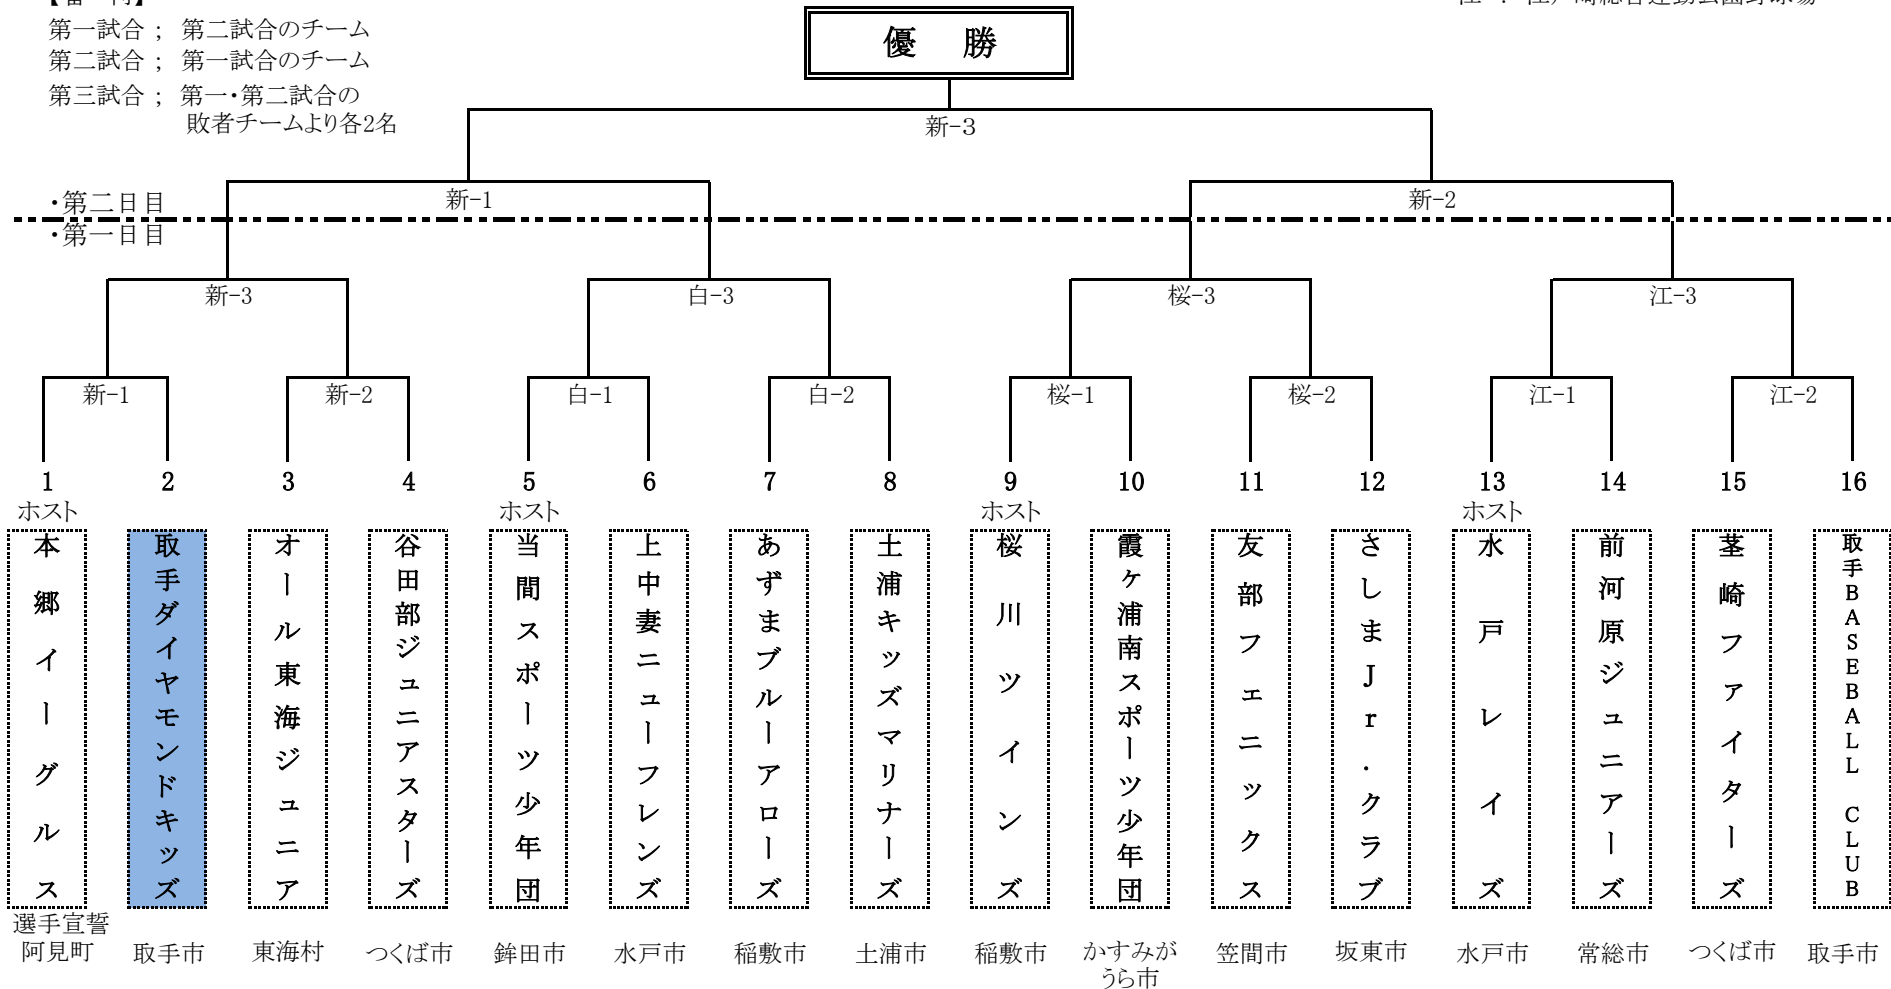 第一試合 ; 第二試合のチーム
第二試合 ; 第一試合のチーム
第三試合 ; 第一・第二試合の
敗者チームより各2名
優 勝
新-3
・第二日目
新-1
新-2
・第一日目
新-3
白-3
桜-3
江-3
新-1
新-2
白-1
白-2
桜-1
桜-2
江-1
江-2
1
2
3
4
5
6
7
8
9
10
11
12
13
14
15
16
ホスト
ホスト
ホスト
ホスト
本郷イーグルス
取手ダイヤモンドキッズ
オール東海ジュニア
谷田部ジュニアスターズ
当間スポーツ少年団
上中妻ニューフレンズ
あずまブルーアローズ
土浦キッズマリナーズ
桜川ツインズ
霞ヶ浦南スポーツ少年団
友部フェニックス
さしまJr.クラブ
水戸レイズ
前河原ジュニアーズ
茎崎ファイターズ
取手BASEBALL CLUB
選手宣誓
阿見町
取手市
東海村
つくば市
鉾田市
水戸市
稲敷市
土浦市
稲敷市
かすみが
うら市
笠間市
坂東市
水戸市
常総市
つくば市
取手市